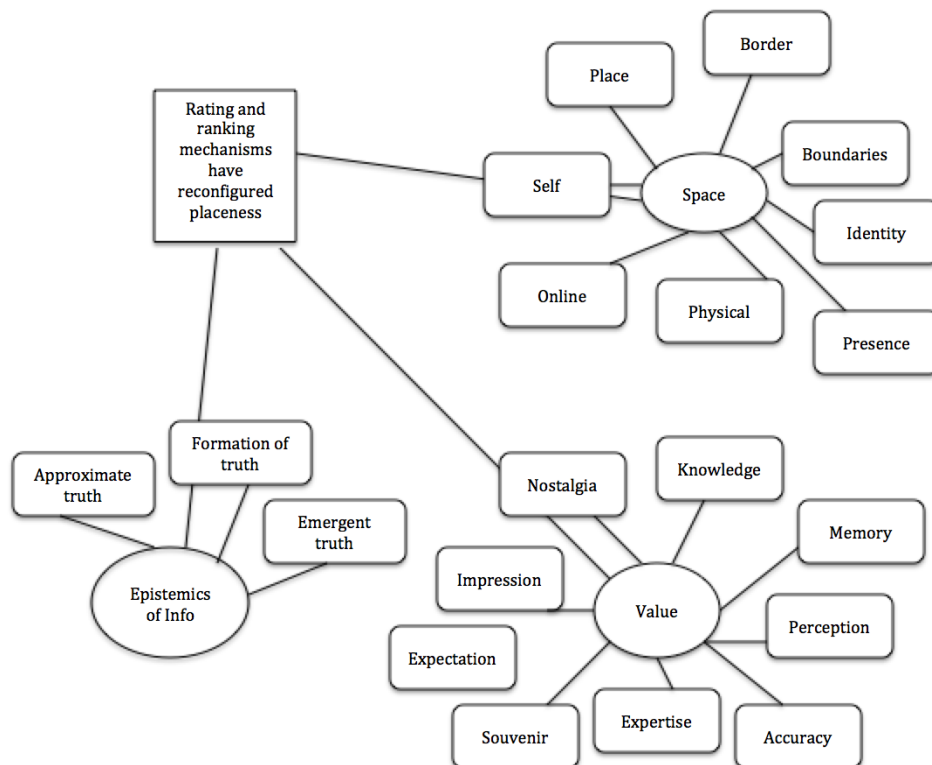 Border
Place
Rating and
ranking
mechanisms
have
reconfigured
placeness
Boundaries
Self
Space
Identity
Online
Physical
Presence
Formation of
truth
Approximate
truth
Emergent
truth
Epistemics
of Info
Nostalgia
Knowledge
Memory
Impression
Value
Perception
Expectation
Souvenir
Expertise
Accuracy